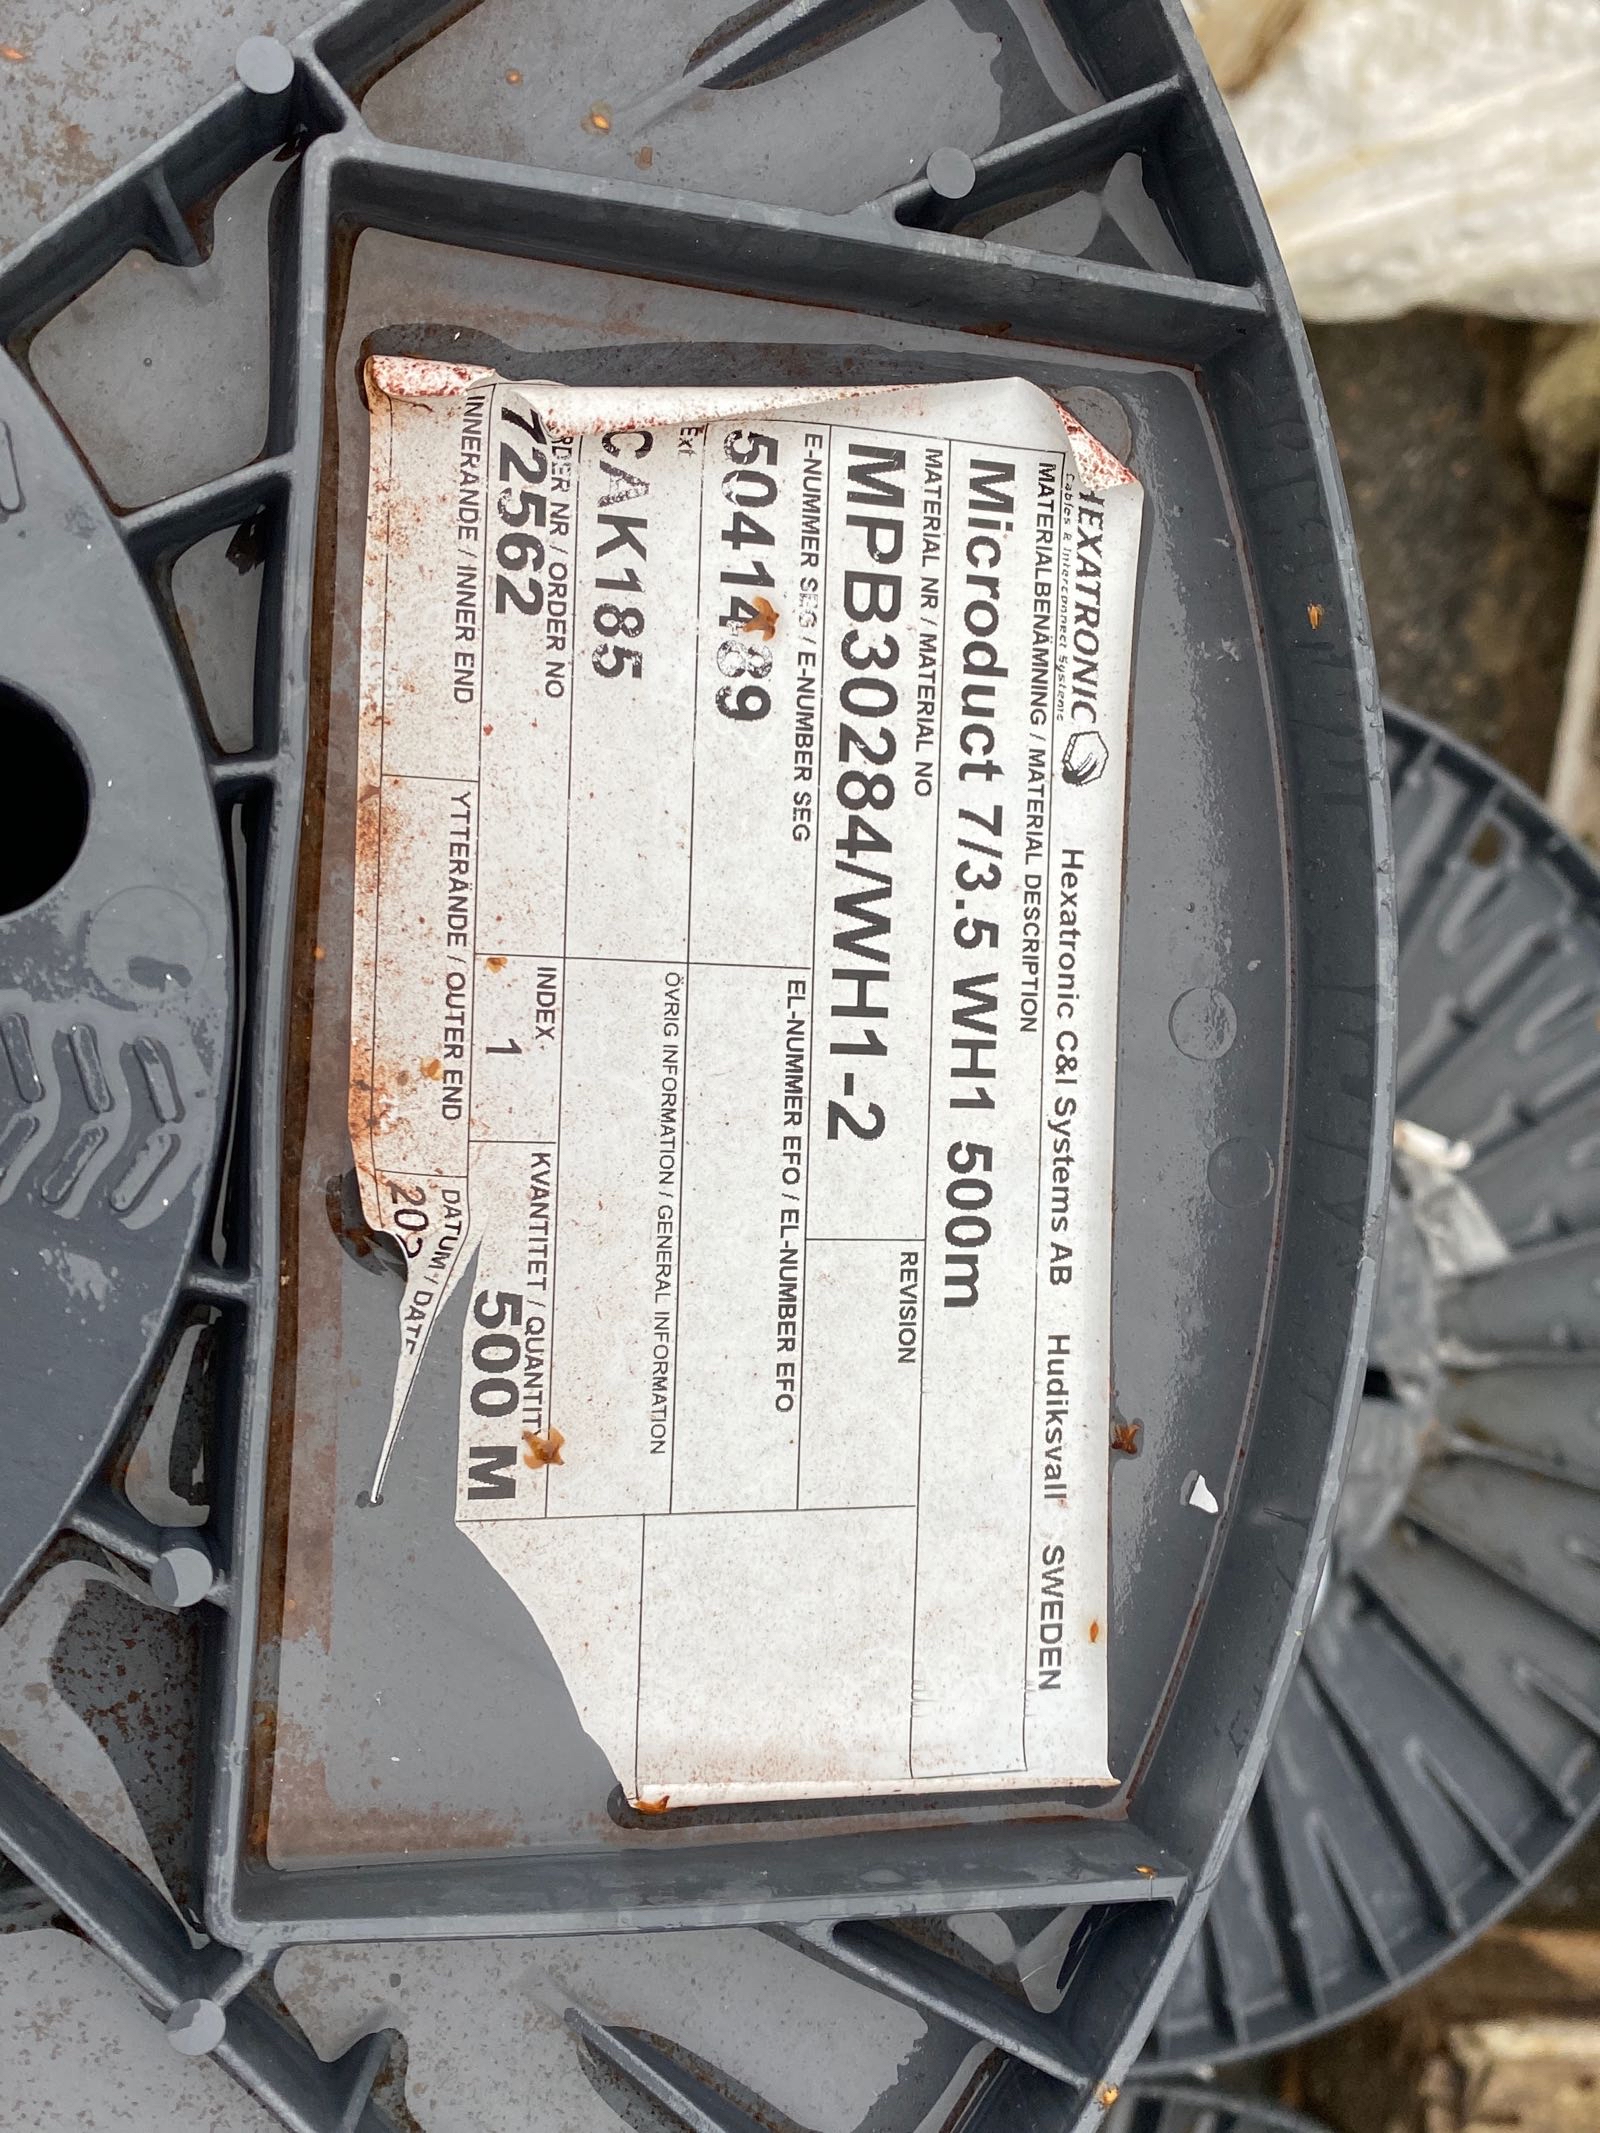 HEXATRONIC
Cables & Interconnect Systems
Hexatronic C&I Systems AB Hudiksvall SWEDEN
MATERIALBENÄMNING / MATERIAL DESCRIPTION
Microduct 7/3.5 WH1 500m
MATERIAL NR / MATERIAL NO
MPB30284/WH1-2
REVISION
E-NUMMER SEG / E-NUMBER SEG
5041489
EL-NUMMER EFO / EL-NUMBER EFO
CAK185
ÖVRIG INFORMATION / GENERAL INFORMATION
RDER NR / ORDER NO
72562
INDEX
1
KVANTITET / QUANTITY
500 M
INNERÄNDE / INNER END
YTTERÄNDE / OUTER END
DATUM / DATE